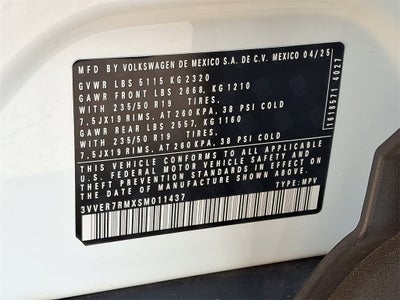 MFD BY VOLKSWAGEN DE MEXICO S.A. DE C.V. MEXICO 04/25
GVWR LBS 5115 KG 2320
GAWR FRONT LBS 2668, KG 1210
WITH 235/50 R19 TIRES,
7.5JX19 RIMS, AT 260 KPA, 38 PSI COLD
GAWR REAR LBS 2557, KG 1160
WITH 235/50 R19 TIRES,
7.5JX19 RIMS, AT 260 KPA, 38 PSI COLD
THIS VEHICLE CONFORMS TO ALL APPLICABLE
U.S. FEDERAL MOTOR VEHICLE SAFETY AND
THEFT PREVENTION STANDARDS IN EFFECT ON
THE DATE OF MANUFACTURE SHOWN ABOVE.
3VVER7RMXSM011437 TYPE: MPV
1618571 4027